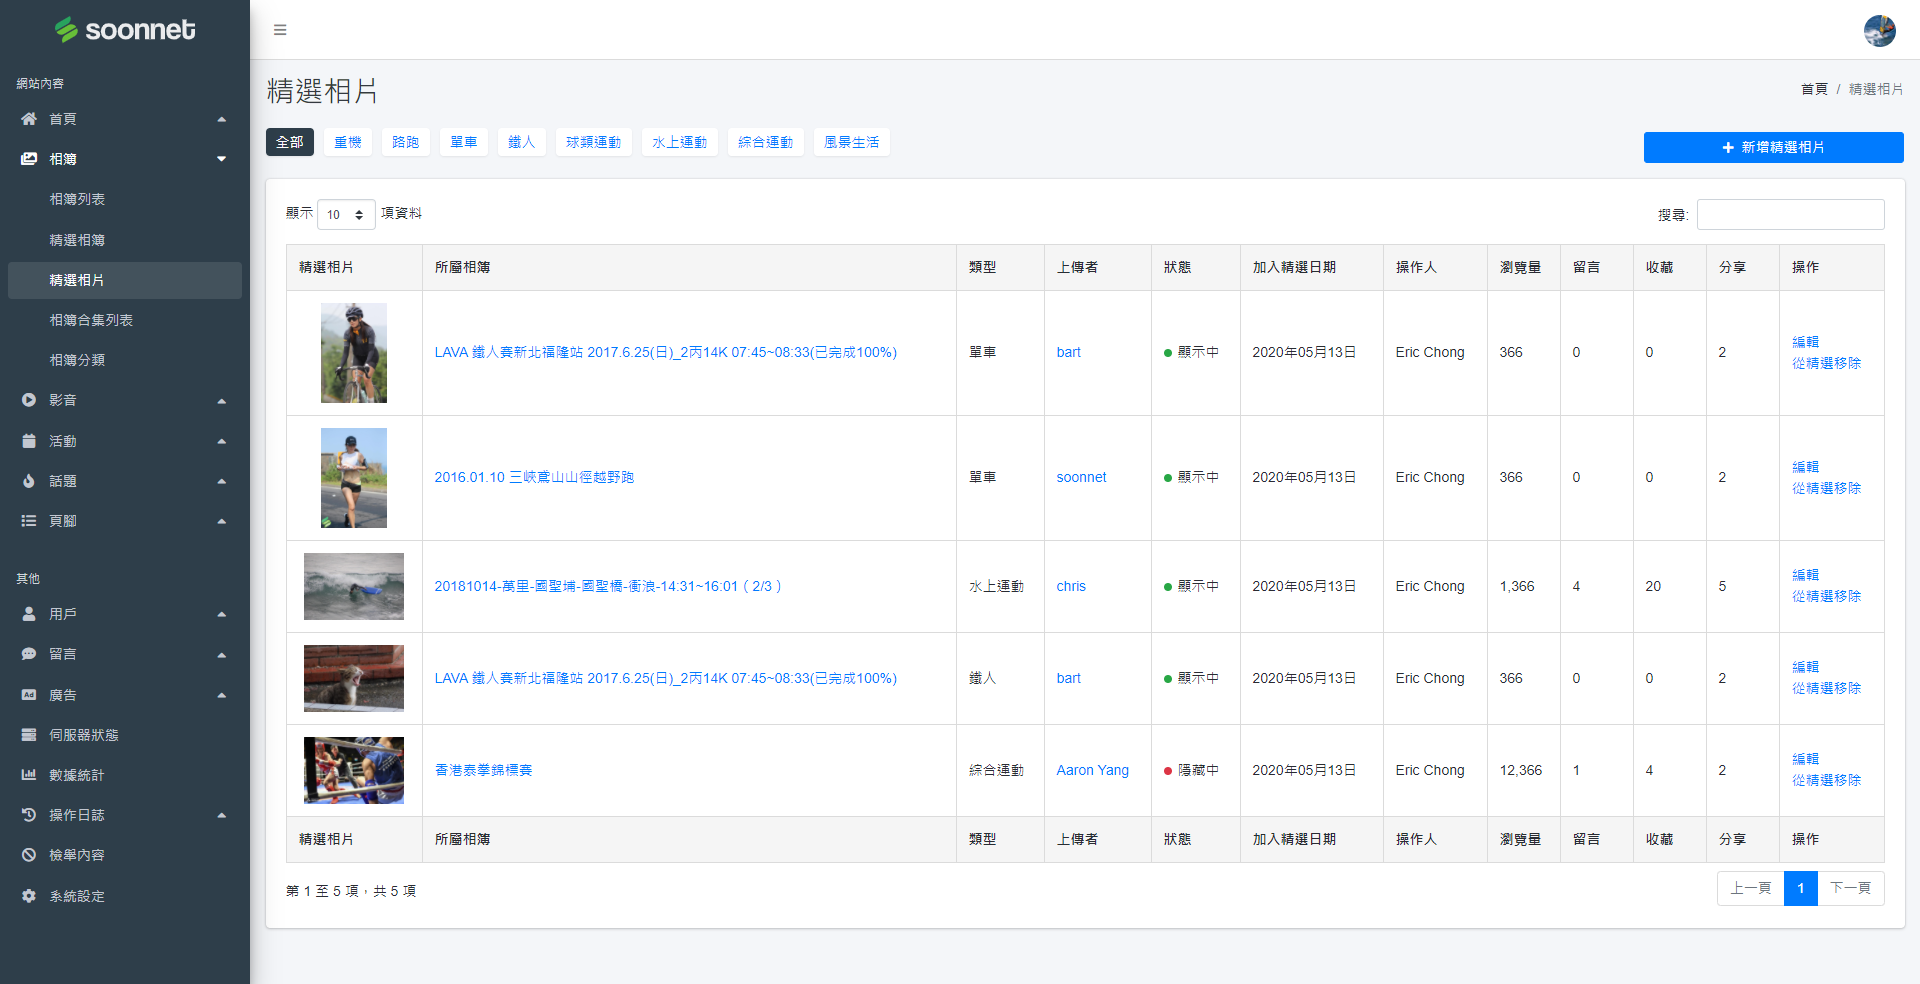 soonnet
網站內容
首頁
相簿
相簿列表
精選相簿
精選相片
相簿合集列表
相簿分類
影音
活動
話題
頁腳
其他
用戶
留言
廣告
伺服器狀態
數據統計
操作日誌
檢舉內容
系統設定
精選相片
首頁 / 精選相片
全部 重機 路跑 單車 鐵人 球類運動 水上運動 綜合運動 風景生活
新增精選相片
顯示 10 項資料
搜尋:
精選相片 所屬相簿 類型 上傳者 狀態 加入精選日期 操作人 瀏覽量 留言 收藏 分享 操作
LAVA 鐵人賽新北福隆站 2017.6.25(日)_2丙14K 07:45~08:33(已完成100%) 單車 bart 顯示中 2020年05月13日 Eric Chong 366 0 0 2 編輯
從精選移除
2016.01.10 三峽鳶山山徑越野跑 單車 soonnet 顯示中 2020年05月13日 Eric Chong 366 0 0 2 編輯
從精選移除
20181014-萬里-國聖埔-國聖橋-衝浪-14:31~16:01 ( 2/3 ) 水上運動 chris 顯示中 2020年05月13日 Eric Chong 1,366 4 20 5 編輯
從精選移除
LAVA 鐵人賽新北福隆站 2017.6.25(日)_2丙14K 07:45~08:33(已完成100%) 鐵人 bart 顯示中 2020年05月13日 Eric Chong 366 0 0 2 編輯
從精選移除
香港泰拳錦標賽 綜合運動 Aaron Yang 隱藏中 2020年05月13日 Eric Chong 12,366 1 4 2 編輯
從精選移除
精選相片 所屬相簿 類型 上傳者 狀態 加入精選日期 操作人 瀏覽量 留言 收藏 分享 操作
第 1 至 5 項，共 5 項
上一頁 1 下一頁